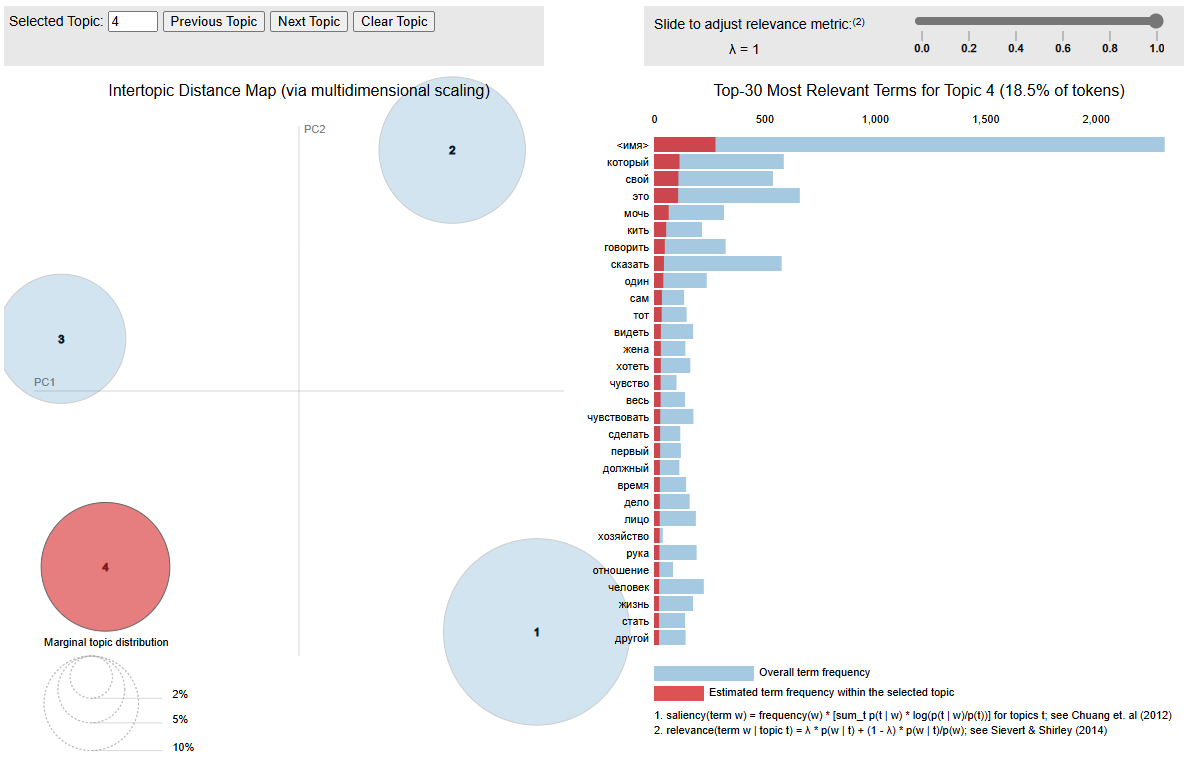 Selected Topic: 4 Previous Topic Next Topic Clear Topic
Slide to adjust relevance metric:(2)
λ = 1
0.0 0.2 0.4 0.6 0.8 1.0
Intertopic Distance Map (via multidimensional scaling)
PC2
2
3
PC1
4
1
Marginal topic distribution
2%
5%
10%
Top-30 Most Relevant Terms for Topic 4 (18.5% of tokens)
0 500 1,000 1,500 2,000
<имя>
который
свой
это
мочь
кить
говорить
сказать
один
сам
тот
видеть
жена
хотеть
чувство
весь
чувствовать
сделать
первый
должный
время
дело
лицо
хозяйство
рука
отношение
человек
жизнь
стать
другой
Overall term frequency
Estimated term frequency within the selected topic
1. saliency(term w) = frequency(w) * [sum_t p(t | w) * log(p(t | w)/p(t))] for topics t; see Chuang et. al (2012)
2. relevance(term w | topic t) = λ * p(w | t) + (1 - λ) * p(w | t)/p(w); see Sievert & Shirley (2014)